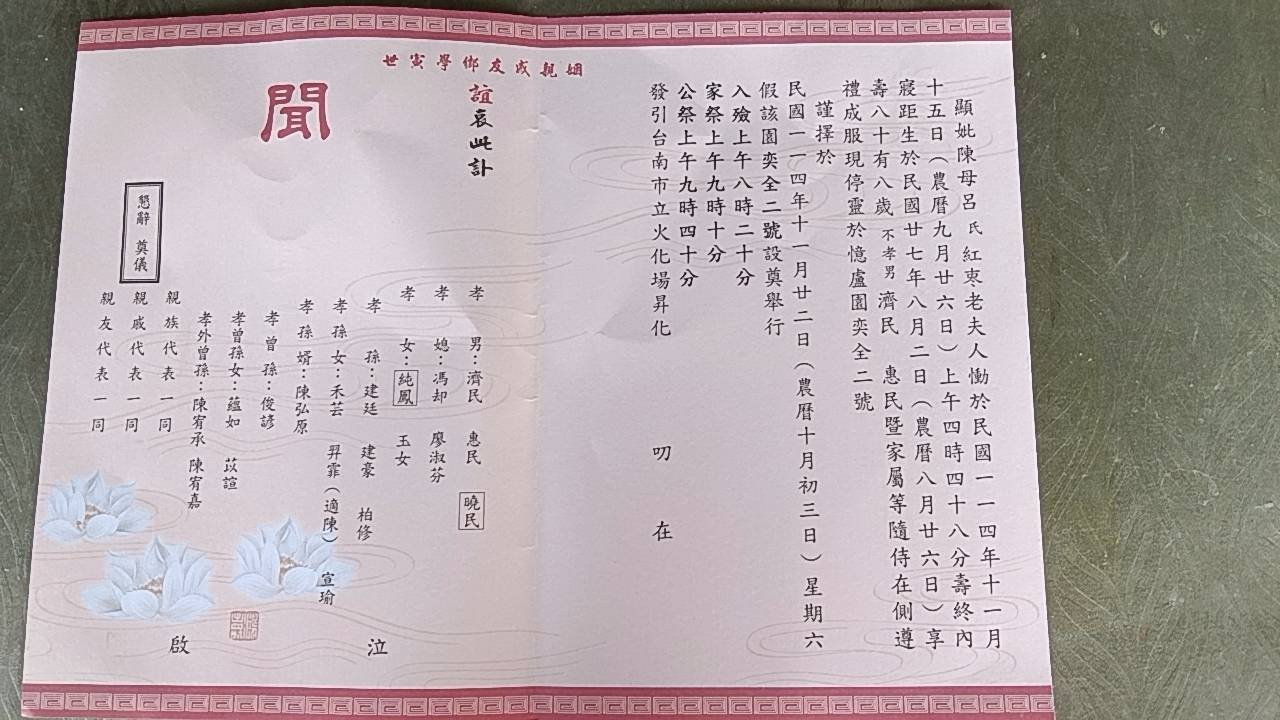 顯妣陳母呂氏紅枣老夫人慟於民國一一四年十一月
十五日（農曆九月廿六日）上午四時四十八分壽終內
寢距生於民國廿七年八月二日（農曆八月廿六日）享
壽八十有八歲不孝男濟民 惠民暨家屬等隨侍在側遵
禮成服現停靈於憶廬園奕全二號
謹擇於
民國一一四年十一月廿二日（農曆十月初三日）星期六
假該園奕全二號設奠舉行
入殮上午八時二十分
家祭上午九時十分
公祭上午九時四十分
發引台南市立火化場昇化
叨在
世寅學鄉友戚親姻
誼哀此訃
聞
孝男：濟民 惠民 曉民
孝媳：馮却 廖淑芬
孝女：純鳳 玉女
孝孫：建廷 建豪 柏修
孝孫女：禾芸 羿霏（適陳） 宣瑜
孝孫婿：陳弘原
孝曾孫：俊諺
孝曾孫女：蘊如 苡諠
孝外曾孫：陳宥承 陳宥嘉
親族代表一同
親戚代表一同
親友代表一同
泣啟
懇辭 奠儀